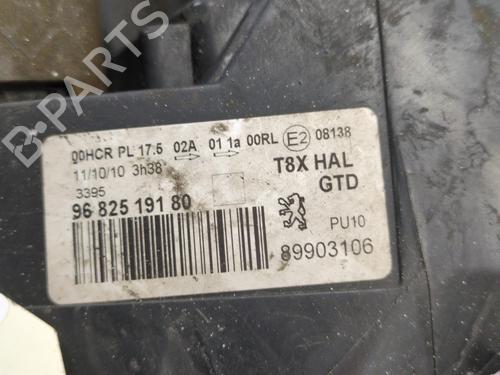 B-PARTS
00HCR PL 17.5 02A 01 1a 00RL E2 08138
11/10/10 3h38
3395
96 825 191 80
T8X HAL
GTD
PU10
89903106